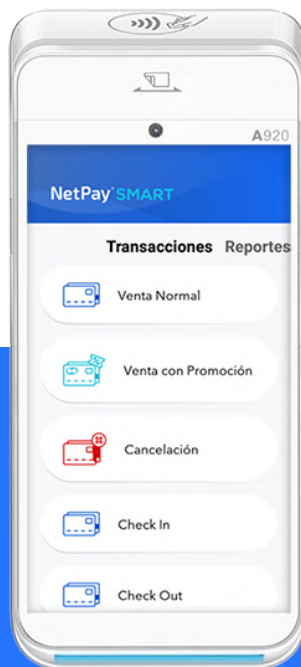 A920
NetPay SMART
Transacciones Reportes
Venta Normal
Venta con Promoción
Cancelación
Check In
Check Out